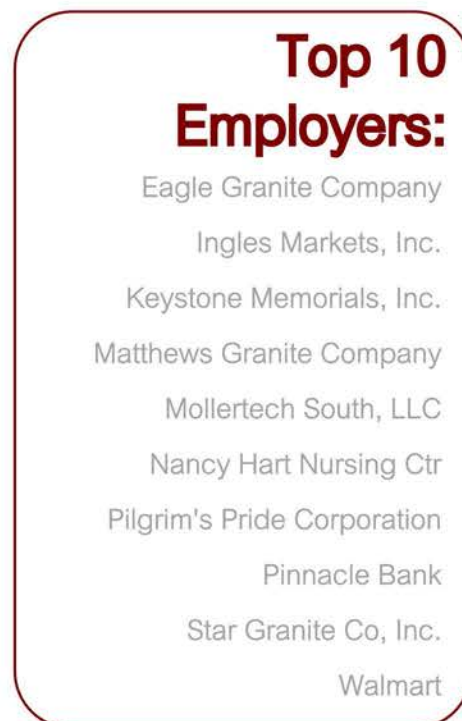 Top 10
Employers:
Eagle Granite Company
Ingles Markets, Inc.
Keystone Memorials, Inc.
Matthews Granite Company
Mollertech South, LLC
Nancy Hart Nursing Ctr
Pilgrim's Pride Corporation
Pinnacle Bank
Star Granite Co, Inc.
Walmart